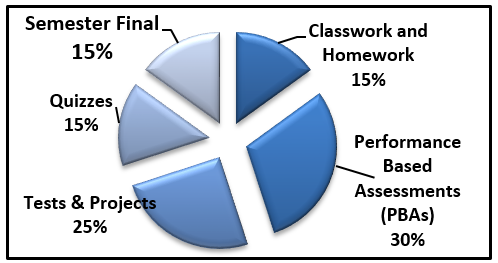 Semester Final
15%
Classwork and
Homework
15%
Quizzes
15%
Performance
Based
Assessments
(PBAs)
30%
Tests & Projects
25%